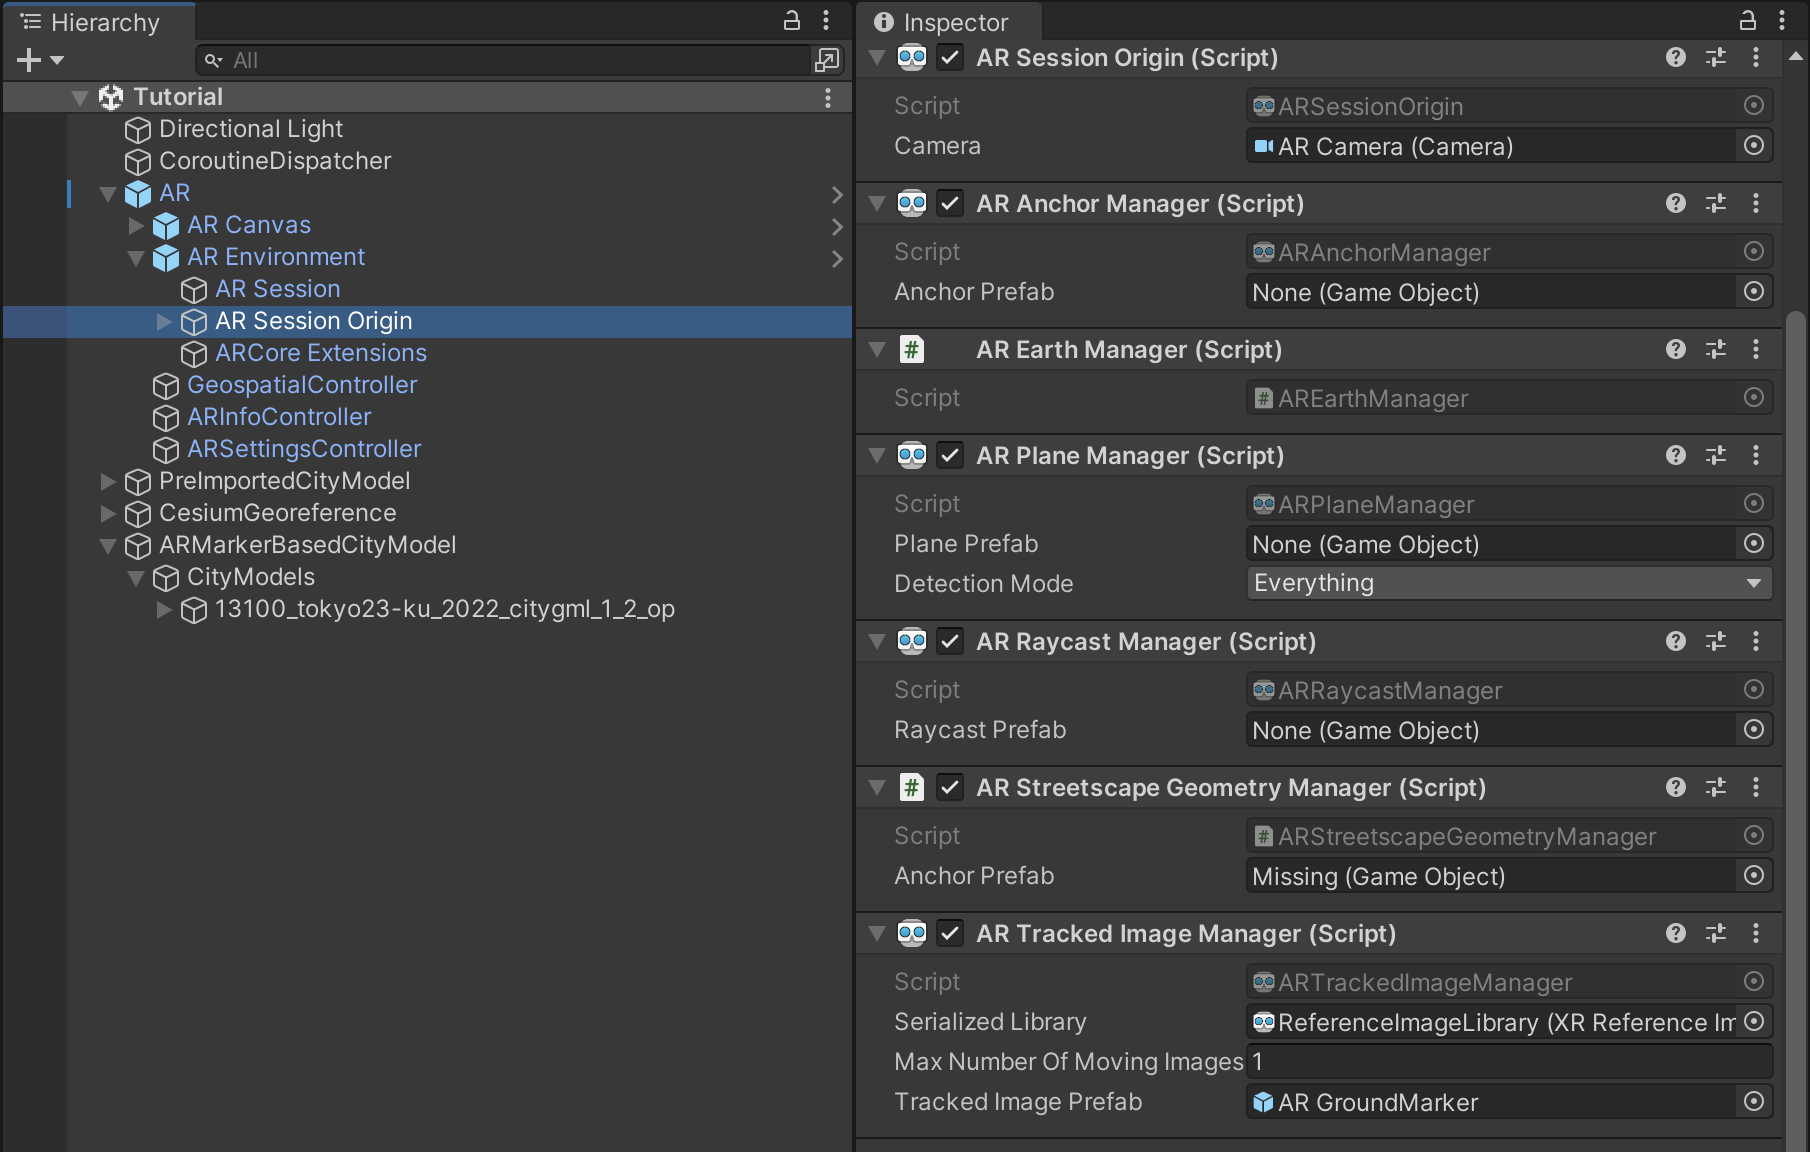 Hierarchy
All
Tutorial
Directional Light
CoroutineDispatcher
AR
AR Canvas
AR Environment
AR Session
AR Session Origin
ARCore Extensions
GeospatialController
ARInfoController
ARSettingsController
PreImportedCityModel
CesiumGeoreference
ARMarkerBasedCityModel
CityModels
13100_tokyo23-ku_2022_citygml_1_2_op
Inspector
AR Session Origin (Script)
Script ARSessionOrigin
Camera AR Camera (Camera)
AR Anchor Manager (Script)
Script ARAnchorManager
Anchor Prefab None (Game Object)
# AR Earth Manager (Script)
Script # AREarthManager
AR Plane Manager (Script)
Script ARPlaneManager
Plane Prefab None (Game Object)
Detection Mode Everything
AR Raycast Manager (Script)
Script ARRaycastManager
Raycast Prefab None (Game Object)
# AR Streetscape Geometry Manager (Script)
Script # ARStreetscapeGeometryManager
Anchor Prefab Missing (Game Object)
AR Tracked Image Manager (Script)
Script ARTrackedImageManager
Serialized Library ReferenceImageLibrary (XR Reference Im
Max Number Of Moving Images 1
Tracked Image Prefab AR GroundMarker